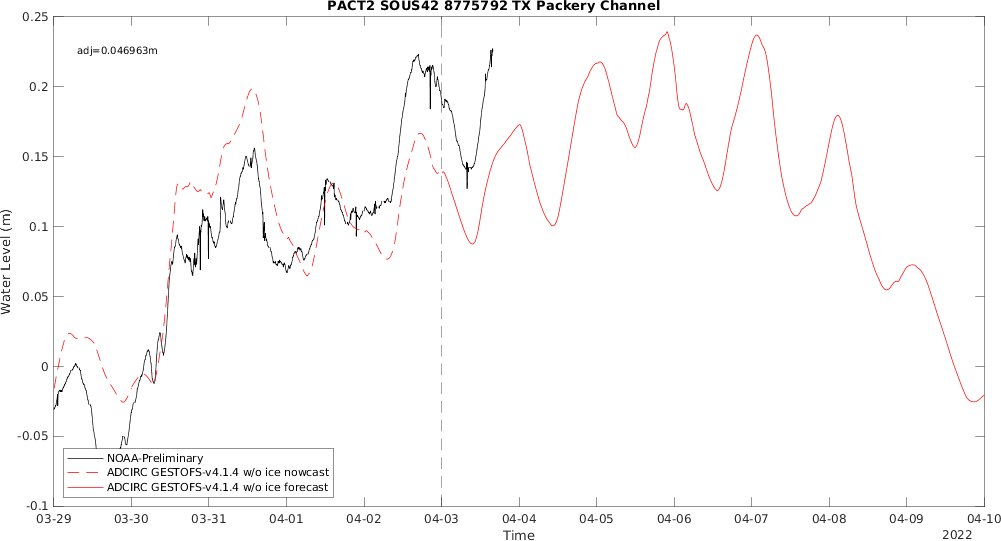 PACT2 SOUS42 8775792 TX Packery Channel
adj=0.046963m
0.25
0.2
0.15
0.1
0.05
0
-0.05
-0.1
Water Level (m)
NOAA-Preliminary
ADCIRC GESTOFS-v4.1.4 w/o ice nowcast
ADCIRC GESTOFS-v4.1.4 w/o ice forecast
03-29 03-30 03-31 04-01 04-02 04-03 04-04 04-05 04-06 04-07 04-08 04-09 04-10
Time
2022